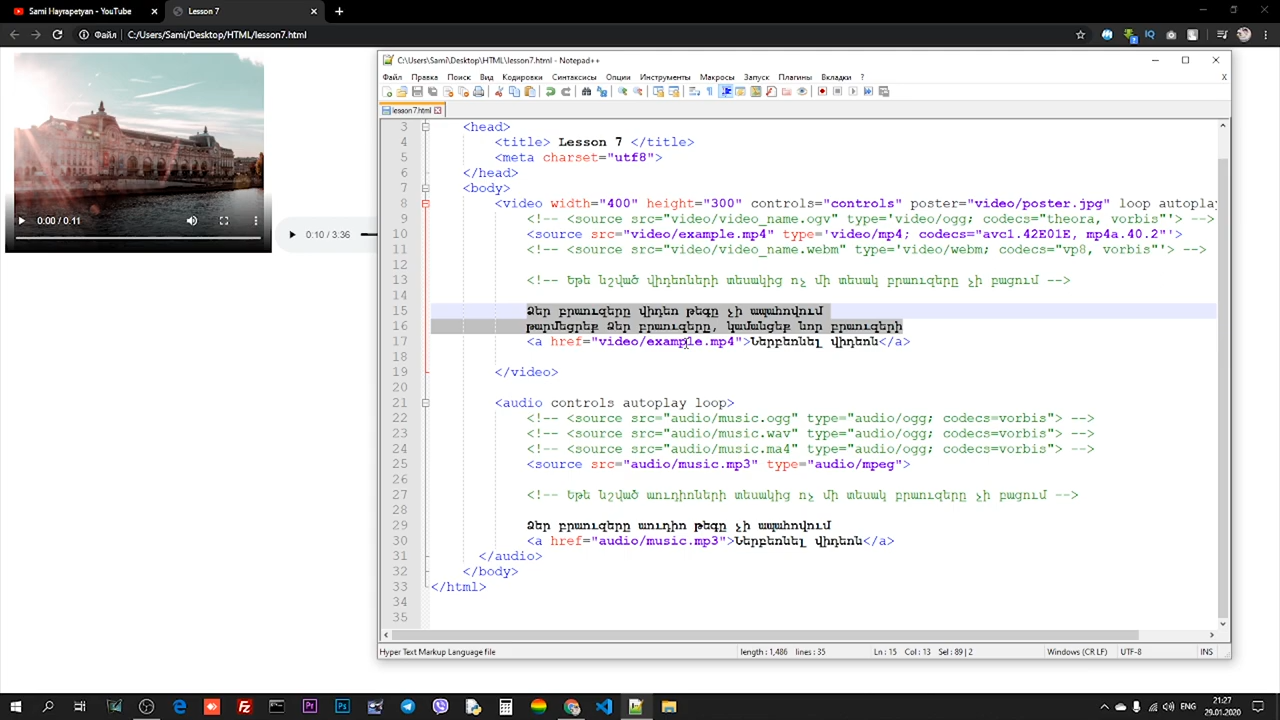 Sami Hayrapetyan - YouTube
Lesson 7
Файл
C:/Users/Sami/Desktop/HTML/lesson7.html
C:\Users\Sami\Desktop\HTML\lesson7.html - Notepad++
Файл Правка Поиск Вид Кодировки Синтаксисы Опции Инструменты Макросы Запуск Плагины Вкладки ? X
lesson7.html
3 <head>
4 <title> Lesson 7 </title>
5 <meta charset="utf8">
6 </head>
7 <body>
8 <video width="400" height="300" controls="controls" poster="video/poster.jpg" loop autoplay
9 <!-- <source src="video/video_name.ogv" type='video/ogg; codecs="theora, vorbis"'> -->
10 <source src="video/example.mp4" type='video/mp4; codecs="avc1.42E01E, mp4a.40.2"'>
11 <!-- <source src="video/video_name.webm" type='video/webm; codecs="vp8, vorbis"'> -->
12
13 <!-- Եթե նշված վիդեոների տեսակից ոչ մի տեսակ բրաուզերը չի բացում -->
14
15 Ձեր բրաուզերը վիդեո թեգը չի ապահովում
16 թարմեցրեք Ձեր բրաուզերը, կամանցեք նոր բրաուզերի
17 <a href="video/example.mp4">Ներբեռնել վիդեոն</a>
18
19 </video>
20
21 <audio controls autoplay loop>
22 <!-- <source src="audio/music.ogg" type="audio/ogg; codecs=vorbis"> -->
23 <!-- <source src="audio/music.wav" type="audio/ogg; codecs=vorbis"> -->
24 <!-- <source src="audio/music.ma4" type="audio/ogg; codecs=vorbis"> -->
25 <source src="audio/music.mp3" type="audio/mpeg">
26
27 <!-- Եթե նշված աուդիոների տեսակից ոչ մի տեսակ բրաուզերը չի բացում -->
28
29 Ձեր բրաուզերը աուդիո թեգը չի ապահովում
30 <a href="audio/music.mp3">Ներբեռնել վիդեոն</a>
31 </audio>
32 </body>
33 </html>
34
35
0:00 / 0:11
0:10 / 3:36
Hyper Text Markup Language file length : 1,486 lines : 35 Ln : 15 Col : 13 Sel : 89 | 2 Windows (CR LF) UTF-8 INS
ENG 21:27
29.01.2020